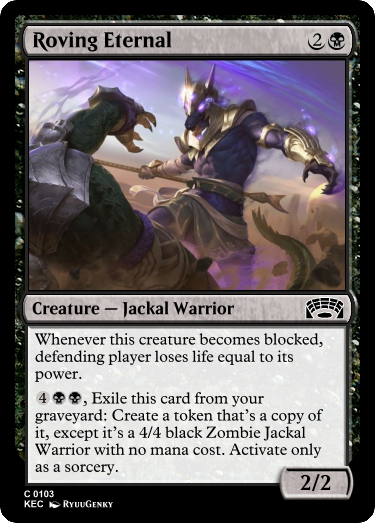 Roving Eternal 2
Creature — Jackal Warrior
Whenever this creature becomes blocked,
defending player loses life equal to its
power.
4, Exile this card from your
graveyard: Create a token that's a copy of
it, except it's a 4/4 black Zombie Jackal
Warrior with no mana cost. Activate only
as a sorcery.
2/2
C 0103
KEC RyuuGenky